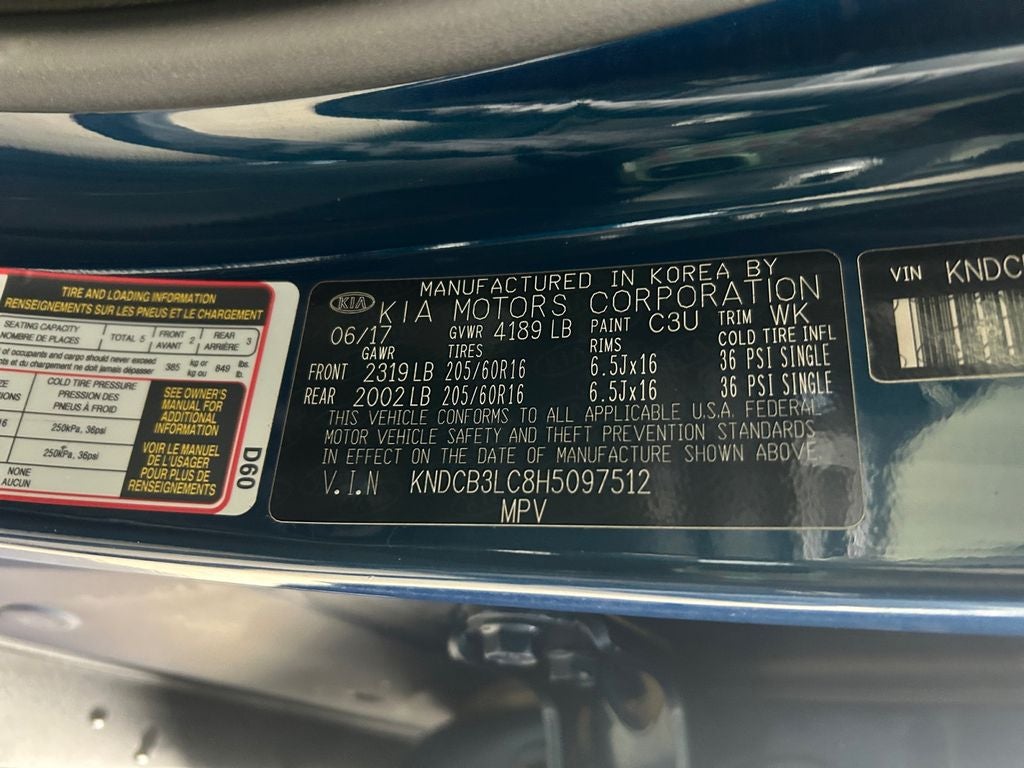 TIRE AND LOADING INFORMATION
RENSEIGNEMENTS SUR LES PNEUS ET LE CHARGEMENT
SEATING CAPACITY
NOMBRE DE PLACES
TOTAL 5
FRONT
AVANT 2
REAR
ARRIÈRE 3
of occupants and cargo should never exceed
et du chargement ne doit jamais dépasser
385
kg or
kg ou
849
lbs.
lb.
COLD TIRE PRESSURE
PRESSION DES
PNEUS À FROID
250kPa, 36psi
250kPa, 36psi
NONE
AUCUN
SEE OWNER'S
MANUAL FOR
ADDITIONAL
INFORMATION
VOIR LE MANUEL
DE L'USAGER
POUR PLUS DE
RENSEIGNEMENTS
D60
MANUFACTURED IN KOREA BY
KIA KIA MOTORS CORPORATION
06/17 GVWR 4189 LB PAINT C3U TRIM WK
GAWR TIRES RIMS COLD TIRE INFL
FRONT 2319 LB 205/60R16 6.5Jx16 36 PSI SINGLE
REAR 2002 LB 205/60R16 6.5Jx16 36 PSI SINGLE
THIS VEHICLE CONFORMS TO ALL APPLICABLE U.S.A. FEDERAL
MOTOR VEHICLE SAFETY AND THEFT PREVENTION STANDARDS
IN EFFECT ON THE DATE OF MANUFACTURE SHOWN ABOVE.
V.I.N KNDCB3LC8H5097512
MPV
VIN KNDC